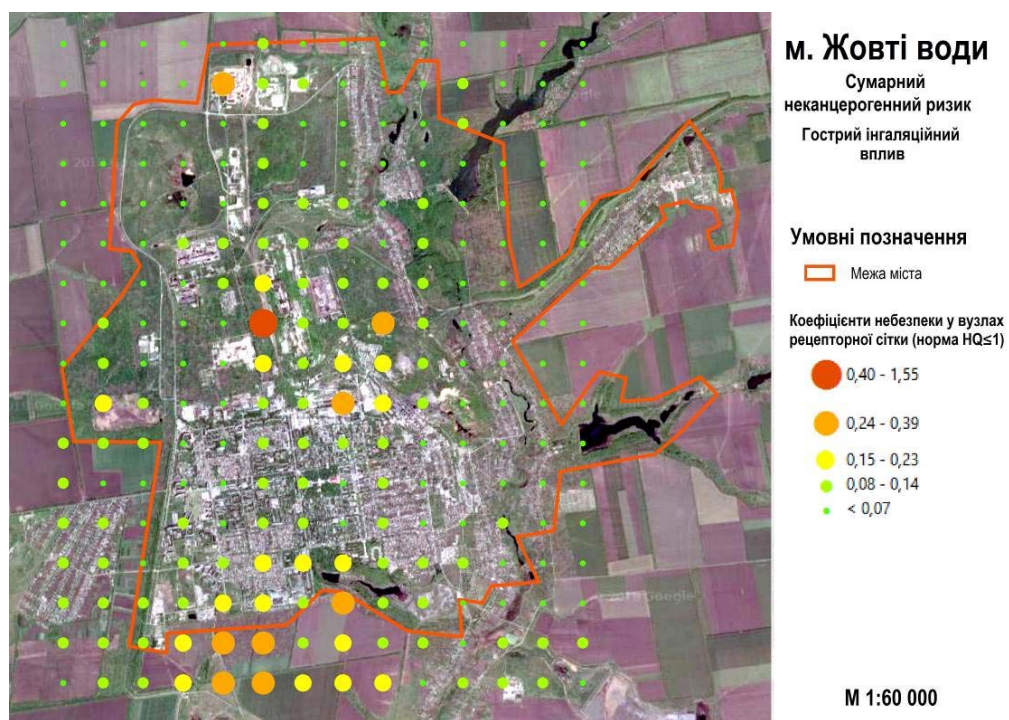 м. Жовті води
Сумарний
неканцерогенний ризик
Гострий інгаляційний
вплив
Умовні позначення
Межа міста
Коефіцієнти небезпеки у вузлах
рецепторної сітки (норма HQ≤1)
0,40 - 1,55
0,24 - 0,39
0,15 - 0,23
0,08 - 0,14
< 0,07
М 1:60 000